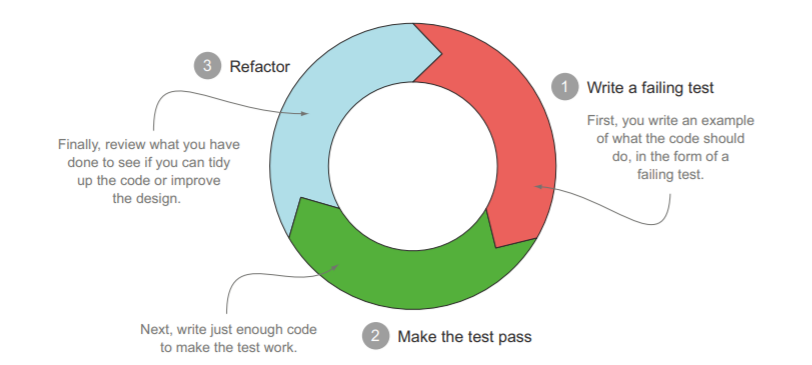 3 Refactor
1 Write a failing test
First, you write an example
of what the code should
do, in the form of a
failing test.
Finally, review what you have
done to see if you can tidy
up the code or improve
the design.
Next, write just enough code
to make the test work.
2 Make the test pass